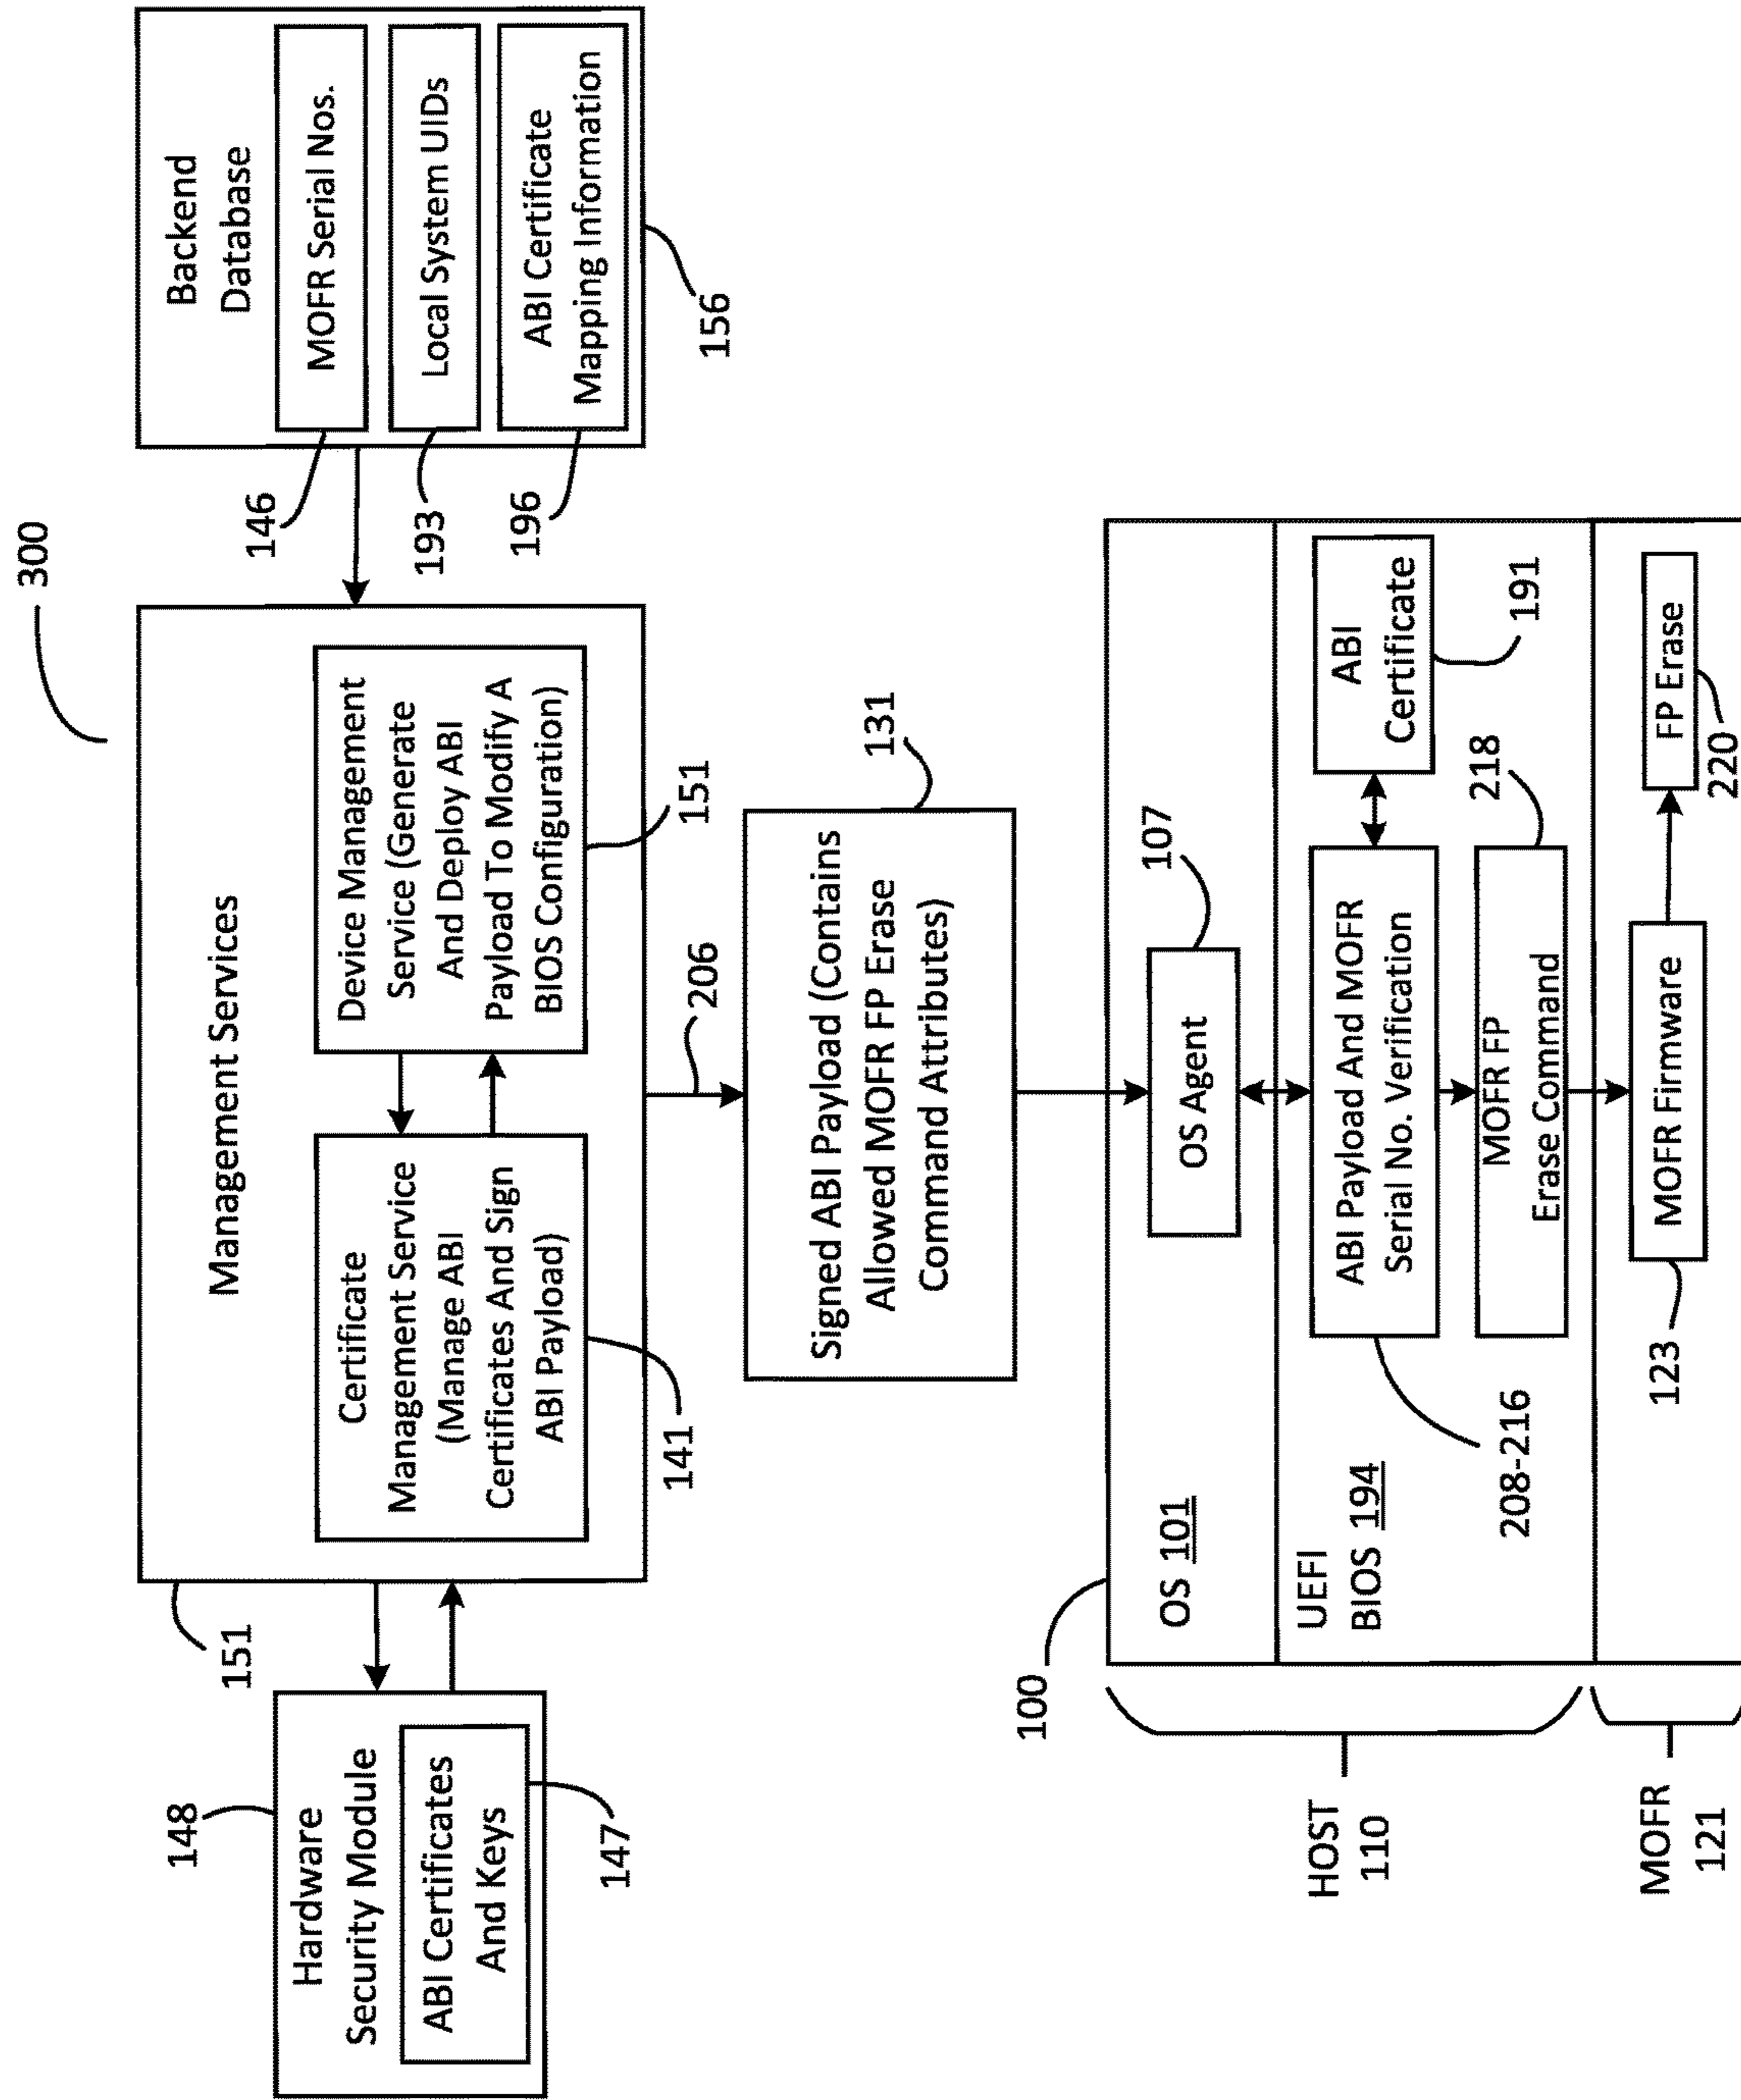 300
148
Hardware
Security Module
ABI Certificates
And Keys
147
151
Management Services
Certificate
Management Service
(Manage ABI
Certificates And Sign
ABI Payload)
141
Device Management
Service (Generate
And Deploy ABI
Payload To Modify A
BIOS Configuration)
151
Backend
Database
MOFR Serial Nos.
Local System UIDs
ABI Certificate
Mapping Information
146
193
196
156
206
Signed ABI Payload (Contains
Allowed MOFR FP Erase
Command Attributes)
131
100
OS 101
OS Agent
107
HOST
110
UEFI
BIOS 194
ABI Payload And MOFR
Serial No. Verification
208-216
ABI
Certificate
191
MOFR FP
Erase Command
218
MOFR
121
MOFR Firmware
123
FP Erase
220